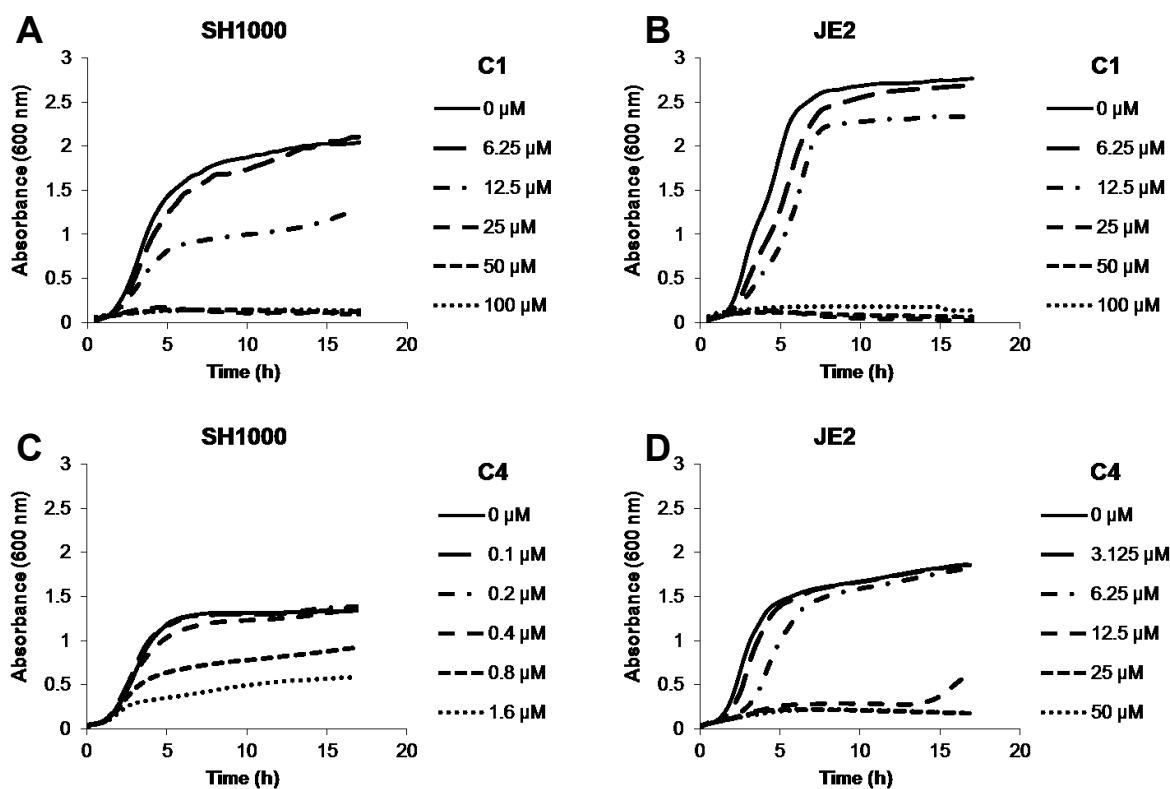 A
SH1000
Absorbance (600 nm)
3
2.5
2
1.5
1
0.5
0
0 5 10 15 20
Time (h)
C1
0 µM
6.25 µM
12.5 µM
25 µM
50 µM
100 µM
B
JE2
Absorbance (600 nm)
3
2.5
2
1.5
1
0.5
0
0 5 10 15 20
Time (h)
C1
0 µM
6.25 µM
12.5 µM
25 µM
50 µM
100 µM
C
SH1000
Absorbance (600 nm)
3
2.5
2
1.5
1
0.5
0
0 5 10 15 20
Time (h)
C4
0 µM
0.1 µM
0.2 µM
0.4 µM
0.8 µM
1.6 µM
D
JE2
Absorbance (600 nm)
3
2.5
2
1.5
1
0.5
0
0 5 10 15 20
Time (h)
C4
0 µM
3.125 µM
6.25 µM
12.5 µM
25 µM
50 µM